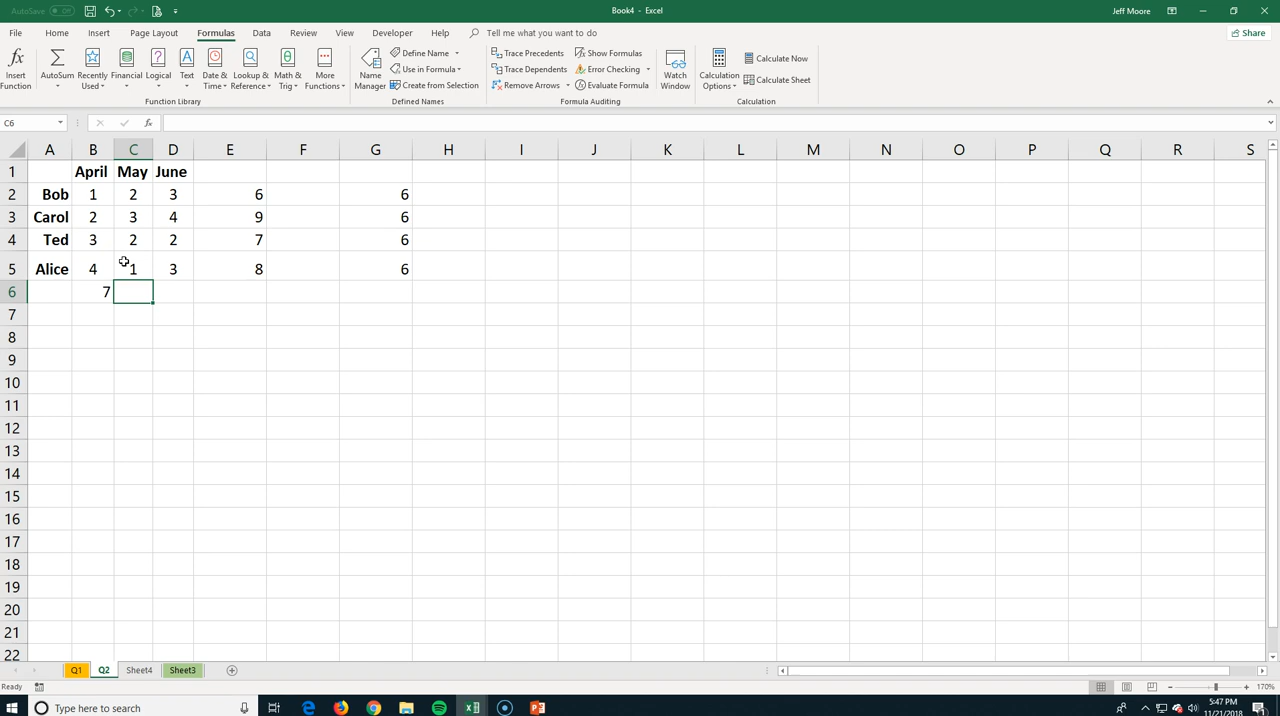 AutoSave Off
Book4 - Excel
Jeff Moore
File Home Insert Page Layout Formulas Data Review View Developer Help Tell me what you want to do Share
Insert Function
AutoSum
Recently Used
Financial
Logical
Text
Date & Time
Lookup & Reference
Math & Trig
More Functions
Function Library
Name Manager
Define Name
Use in Formula
Create from Selection
Defined Names
Trace Precedents
Trace Dependents
Remove Arrows
Show Formulas
Error Checking
Evaluate Formula
Formula Auditing
Watch Window
Calculation Options
Calculate Now
Calculate Sheet
Calculation
C6 fx
A B C D E F G H I J K L M N O P Q R S
1 April May June
2 Bob 1 2 3 6 6
3 Carol 2 3 4 9 6
4 Ted 3 2 2 7 6
5 Alice 4 1 3 8 6
6 7
7
8
9
10
11
12
13
14
15
16
17
18
19
20
21
22
Q1 Q2 Sheet4 Sheet3
Ready 170%
Type here to search
5:47 PM
11/21/2018